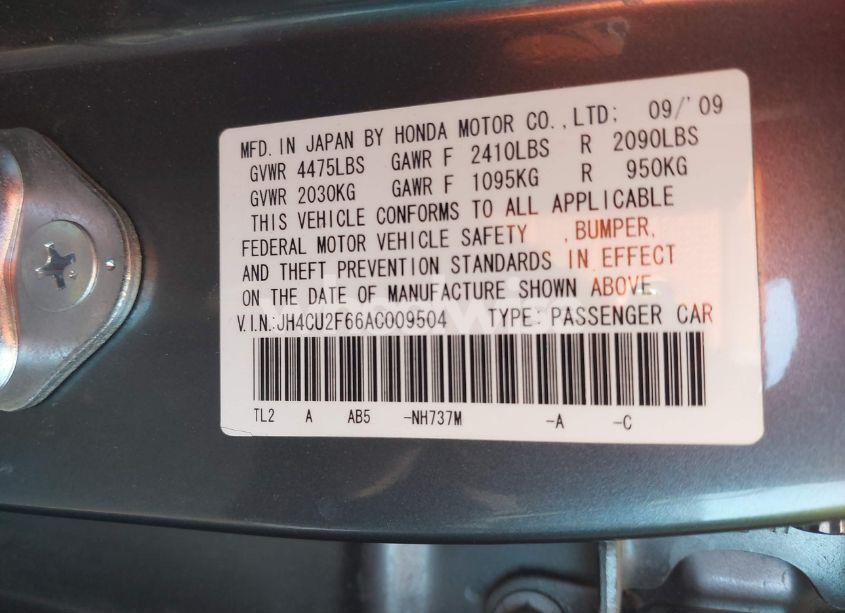 MFD. IN JAPAN BY HONDA MOTOR CO., LTD: 09/'09
GVWR 4475LBS GAWR F 2410LBS R 2090LBS
GVWR 2030KG GAWR F 1095KG R 950KG
THIS VEHICLE CONFORMS TO ALL APPLICABLE
FEDERAL MOTOR VEHICLE SAFETY , BUMPER,
AND THEFT PREVENTION STANDARDS IN EFFECT
ON THE DATE OF MANUFACTURE SHOWN ABOVE.
V.I.N.:JH4CU2F66AC009504 TYPE: PASSENGER CAR
TL2 A AB5 -NH737M -A -C